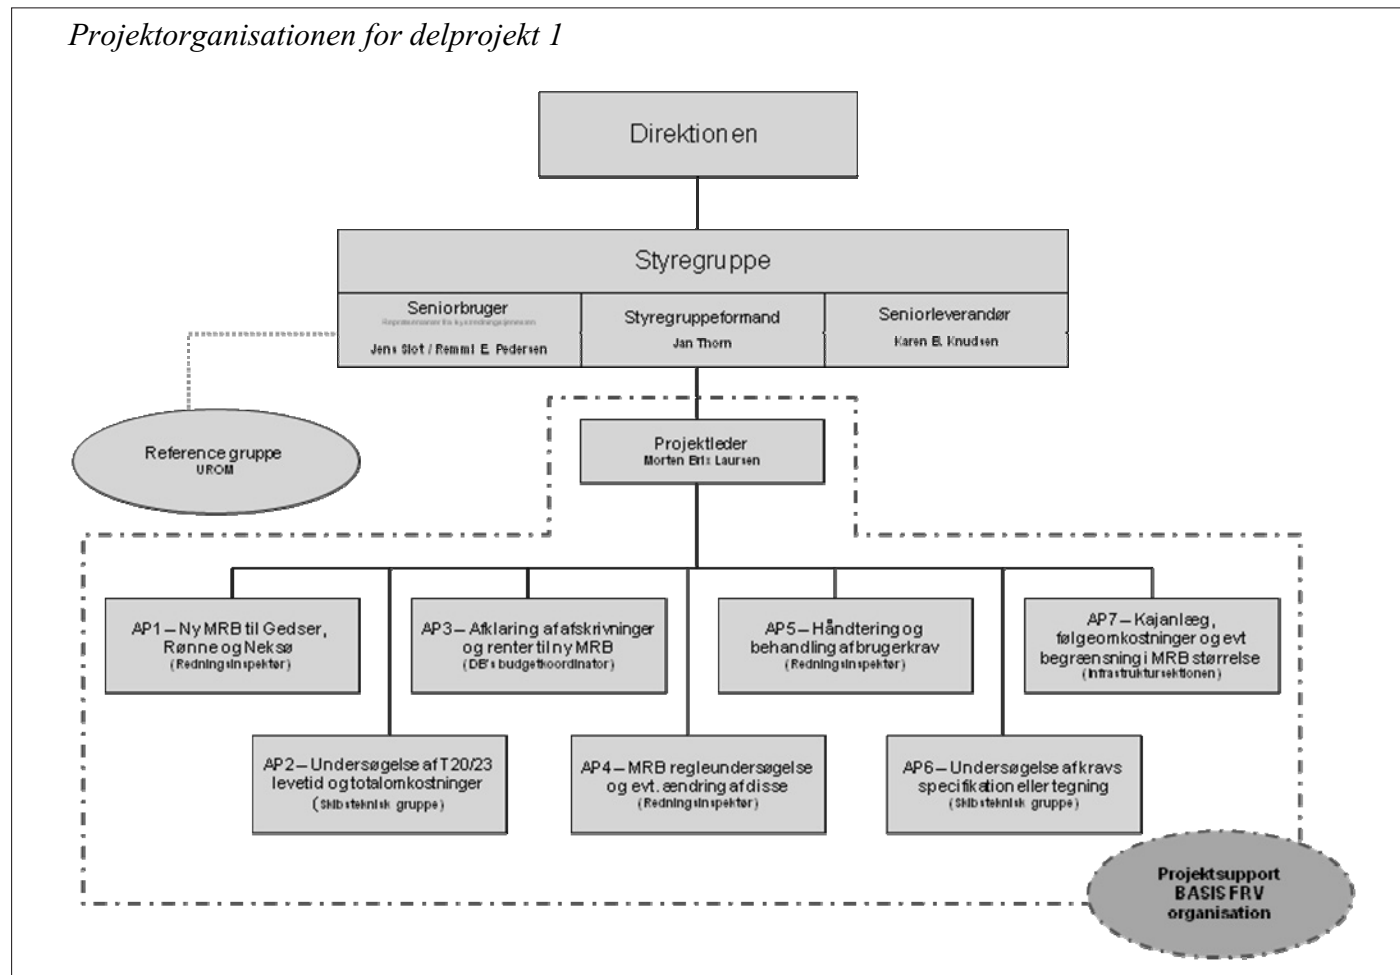 Projektorganisationen for delprojekt 1
Direktionen
Styregruppe
Seniorbruger
Jens Slot / Remmi E. Pedersen
Styregruppeformand
Jan Thorn
Seniorleverandør
Karen B. Knudsen
Reference gruppe
UROM
Projektleder
Morten Brix Laursen
AP1 – Ny MRB til Gedser,
Rønne og Neksø
(Redningsinspektør)
AP3 – Afklaring af afskrivninger
og renter til ny MRB
(DB's budgetkoordinator)
AP5 – Håndtering og
behandling af brugerkrav
(Redningsinspektør)
AP7 – Kajanlæg,
følgeomkostninger og evt
begrænsning i MRB størrelse
(Infrastruktursektionen)
AP2 – Undersøgelse af T20/23
levetid og totalomkostninger
(Skibsteknisk gruppe)
AP4 – MRB regleundersøgelse
og evt. ændring af disse
(Redningsinspektør)
AP6 – Undersøgelse af kravs
specifikation eller tegning
(Skibsteknisk gruppe)
Projektsupport
BASIS FRV
organisation